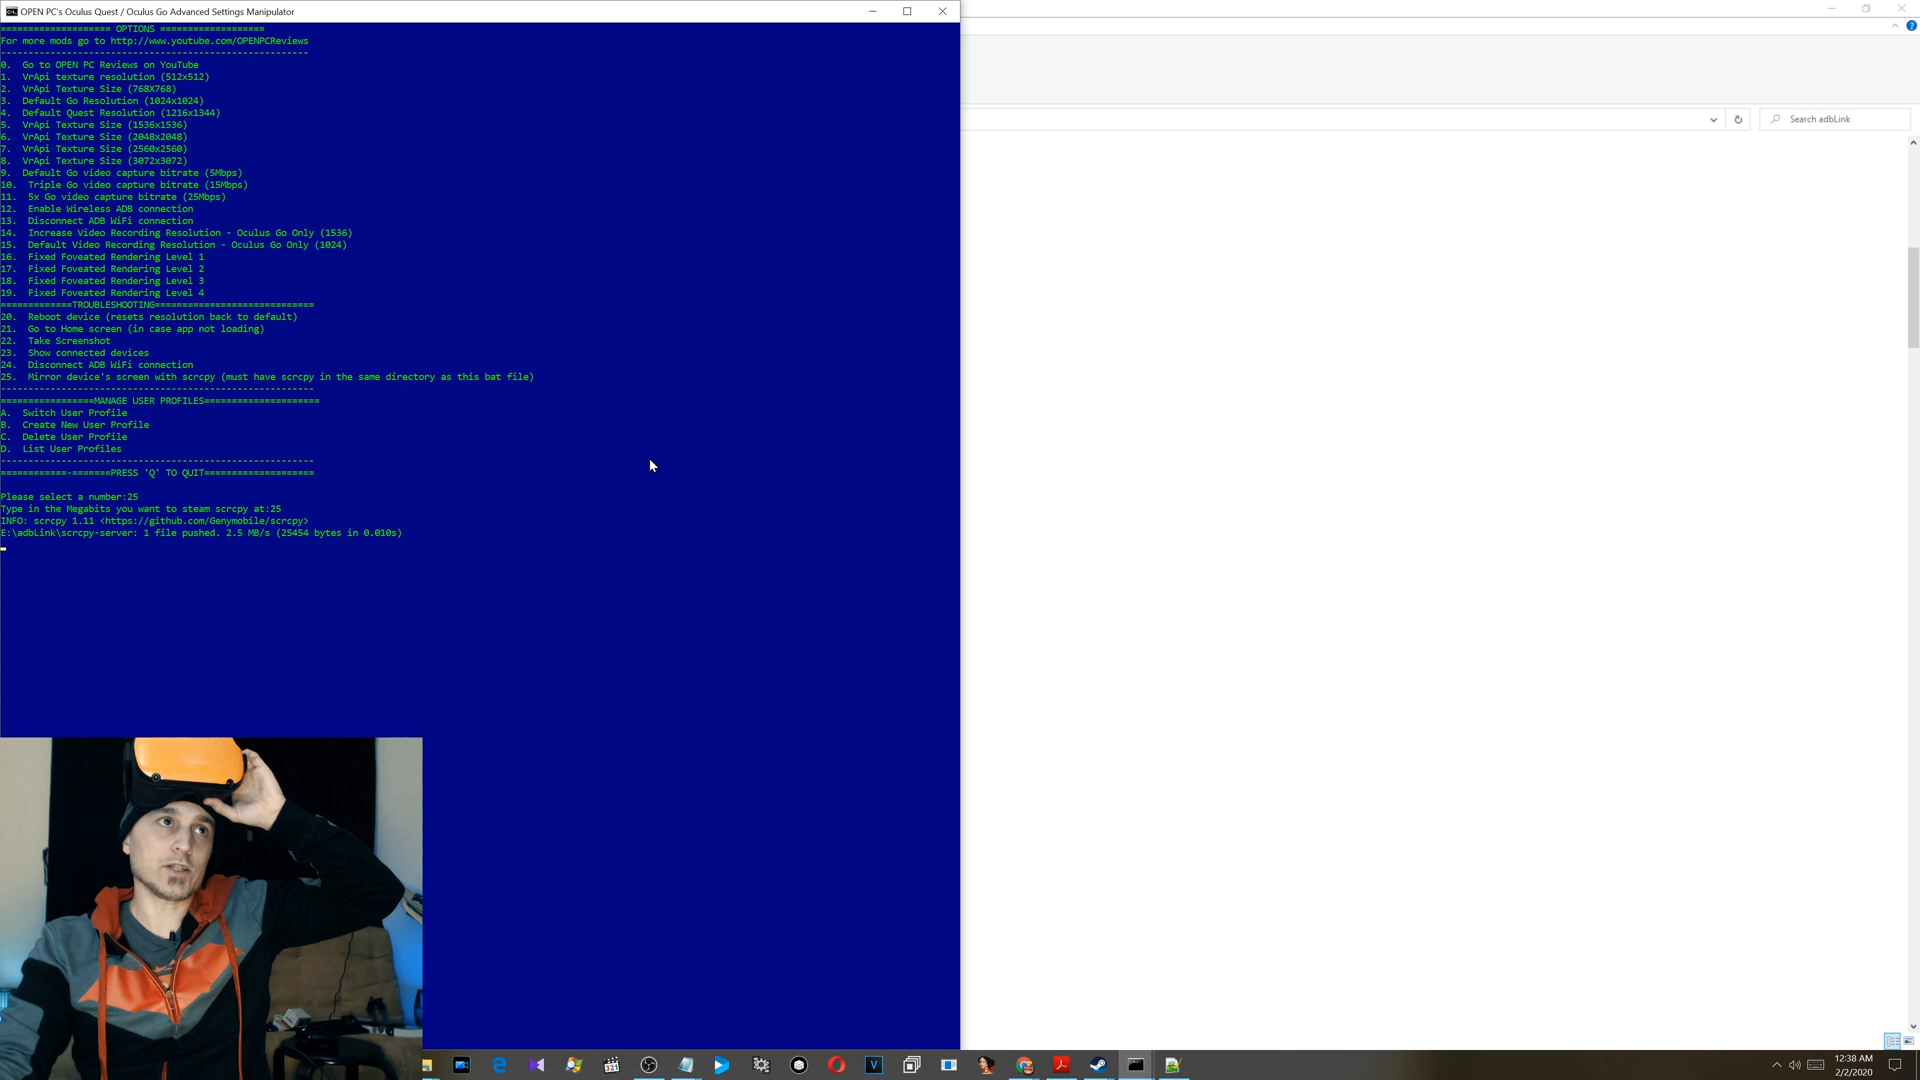 OPEN PC's Oculus Quest / Oculus Go Advanced Settings Manipulator
==================== OPTIONS ===================
For more mods go to http://www.youtube.com/OPENPCReviews
--------------------------------------------------------
0.  Go to OPEN PC Reviews on YouTube
1.  VrApi texture resolution (512x512)
2.  VrApi Texture Size (768X768)
3.  Default Go Resolution (1024x1024)
4.  Default Quest Resolution (1216x1344)
5.  VrApi Texture Size (1536x1536)
6.  VrApi Texture Size (2048x2048)
7.  VrApi Texture Size (2560x2560)
8.  VrApi Texture Size (3072x3072)
9.  Default Go video capture bitrate (5Mbps)
10.  Triple Go video capture bitrate (15Mbps)
11.  5x Go video capture bitrate (25Mbps)
12.  Enable Wireless ADB connection
13.  Disconnect ADB WiFi connection
14.  Increase Video Recording Resolution - Oculus Go Only (1536)
15.  Default Video Recording Resolution - Oculus Go Only (1024)
16.  Fixed Foveated Rendering Level 1
17.  Fixed Foveated Rendering Level 2
18.  Fixed Foveated Rendering Level 3
19.  Fixed Foveated Rendering Level 4
=============TROUBLESHOOTING=============================
20.  Reboot device (resets resolution back to default)
21.  Go to Home screen (in case app not loading)
22.  Take Screenshot
23.  Show connected devices
24.  Disconnect ADB WiFi connection
25.  Mirror device's screen with scrcpy (must have scrcpy in the same directory as this bat file)
---------------------------------------------------------
=================MANAGE USER PROFILES=====================
A.  Switch User Profile
B.  Create New User Profile
C.  Delete User Profile
D.  List User Profiles
---------------------------------------------------------
============-=======PRESS 'Q' TO QUIT====================
Please select a number:25
Type in the Megabits you want to steam scrcpy at:25
INFO: scrcpy 1.11 <https://github.com/Genymobile/scrcpy>
E:\adbLink\scrcpy-server: 1 file pushed. 2.5 MB/s (25454 bytes in 0.010s)
Search adbLink
12:38 AM
2/2/2020